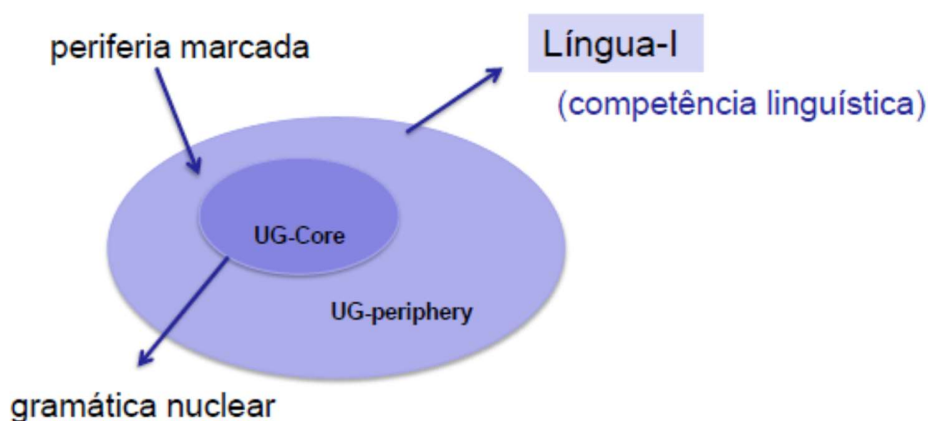 periferia marcada
Língua-I
(competência linguística)
UG-Core
UG-periphery
gramática nuclear